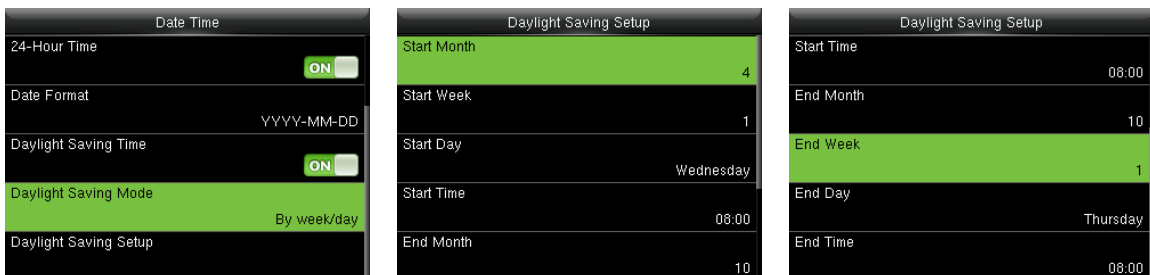 Date Time
24-Hour Time
ON
Date Format
YYYY-MM-DD
Daylight Saving Time
ON
Daylight Saving Mode
By week/day
Daylight Saving Setup
Daylight Saving Setup
Start Month
4
Start Week
1
Start Day
Wednesday
Start Time
08:00
End Month
10
Daylight Saving Setup
Start Time
08:00
End Month
10
End Week
1
End Day
Thursday
End Time
08:00